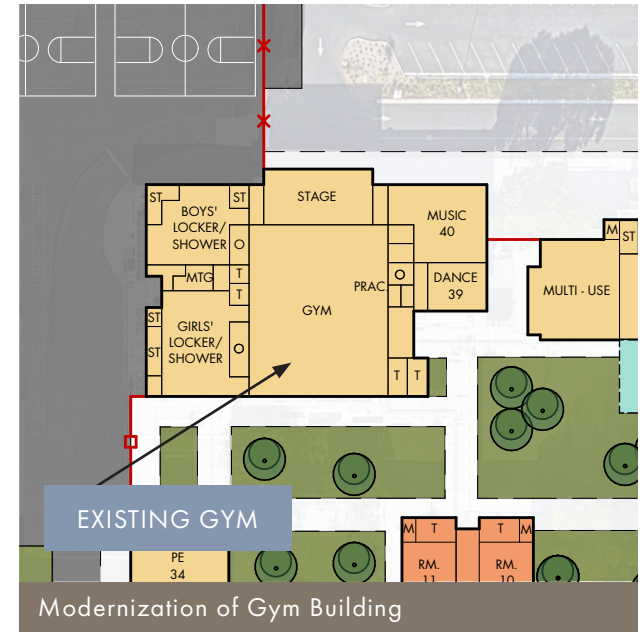 STAGE
ST
ST
BOYS'
LOCKER/
SHOWER
MUSIC
40
M
ST
O
MTG
T
O
DANCE
39
T
PRAC
MULTI - USE
GYM
ST
GIRLS'
LOCKER/
SHOWER
ST
O
T
T
EXISTING GYM
M
T
T
M
PE
34
RM.
11
RM.
10
Modernization of Gym Building